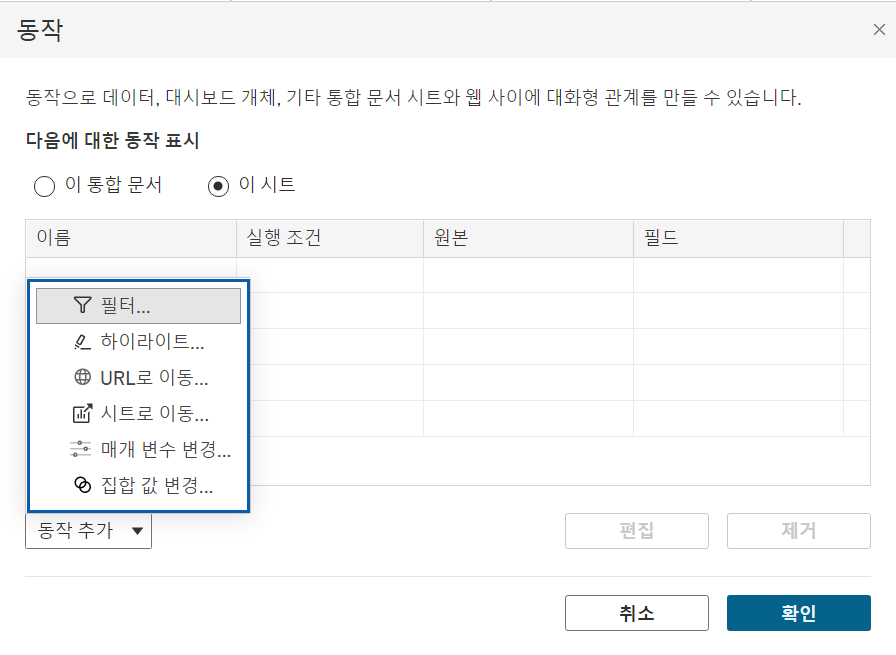 동작
동작으로 데이터, 대시보드 개체, 기타 통합 문서 시트와 웹 사이에 대화형 관계를 만들 수 있습니다.
다음에 대한 동작 표시
이 통합 문서 이 시트
이름 실행 조건 원본 필드
필터...
하이라이트...
URL로 이동...
시트로 이동...
매개 변수 변경...
집합 값 변경...
동작 추가 편집 제거
취소 확인